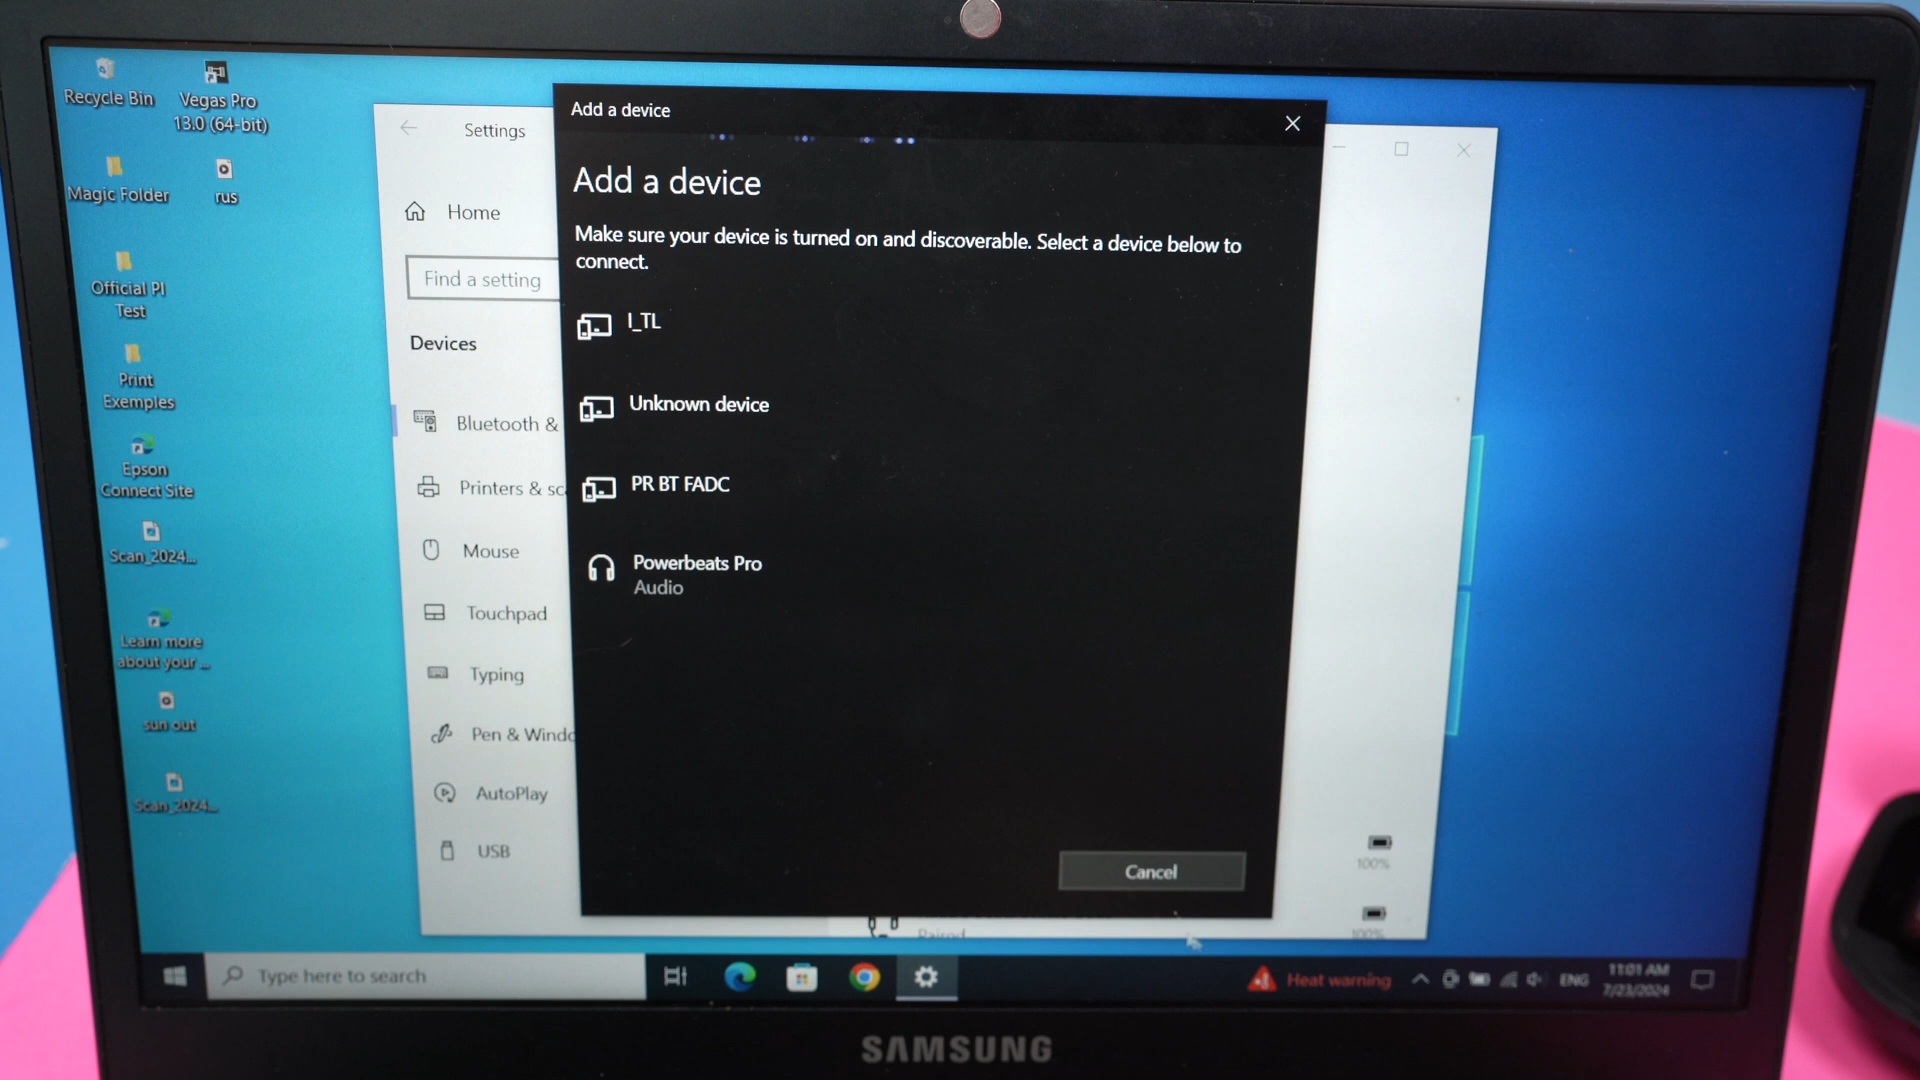 Recycle Bin
Vegas Pro
13.0 (64-bit)
Magic Folder
rus
Official PI
Test
Print
Exemples
Epson
Connect Site
Scan_2024...
Learn more
about your ...
sun out
Scan_2024...
Settings
Home
Find a setting
Devices
Bluetooth &
Printers & sc
Mouse
Touchpad
Typing
Pen & Windo
AutoPlay
USB
Add a device
Add a device
Make sure your device is turned on and discoverable. Select a device below to
connect.
I_TL
Unknown device
PR BT FADC
Powerbeats Pro
Audio
Cancel
100%
Paired
100%
Type here to search
Heat warning
ENG
11:01 AM
7/23/2024
SAMSUNG